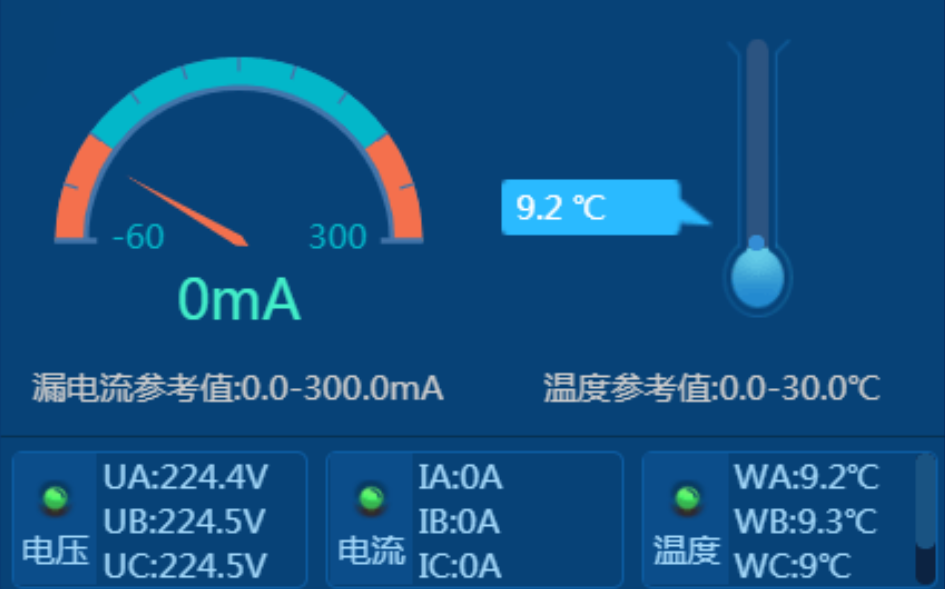 -60
300
0mA
漏电流参考值:0.0-300.0mA
9.2 ℃
温度参考值:0.0-30.0℃
电压
UA:224.4V
UB:224.5V
UC:224.5V
电流
IA:0A
IB:0A
IC:0A
温度
WA:9.2℃
WB:9.3℃
WC:9℃